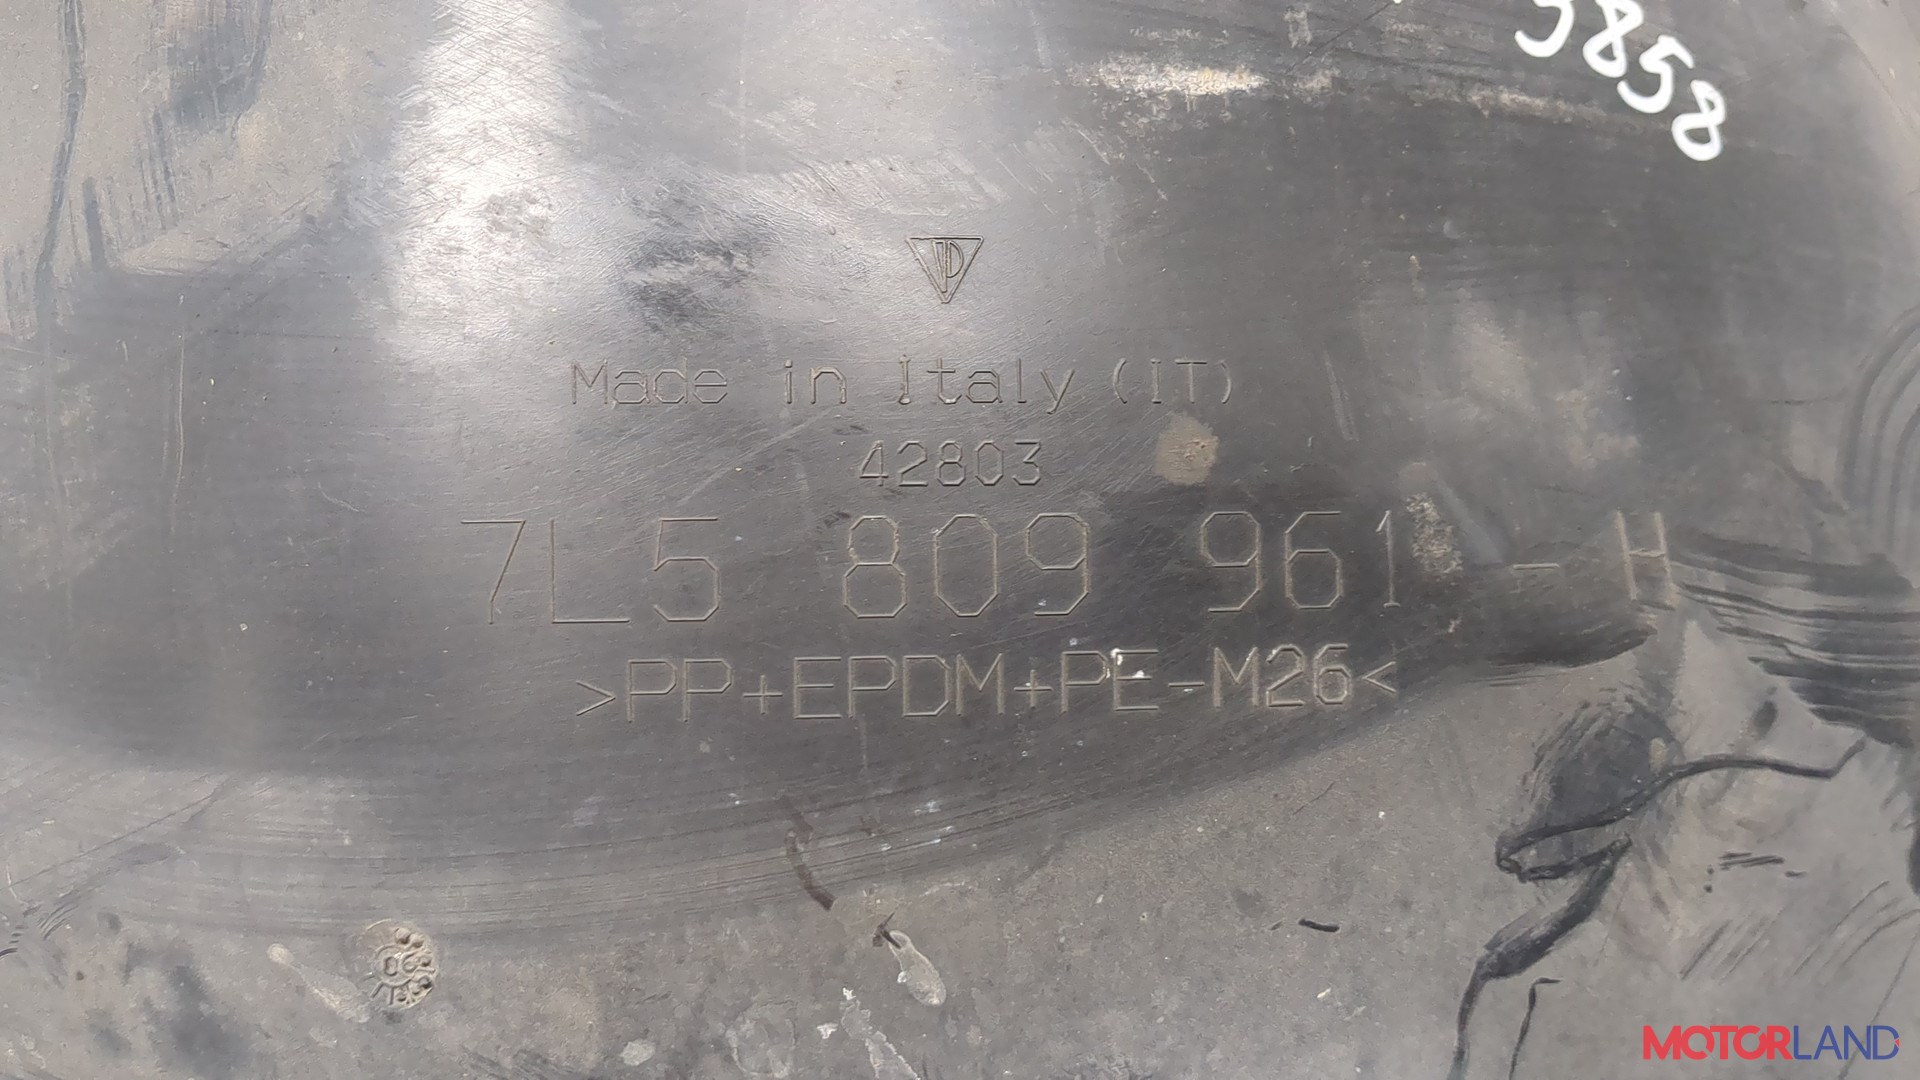 5858
Made in Italy (IT)
42803
7L5 809 961 - H
>PP+EPDM+PE-M26<
MOTORLAND